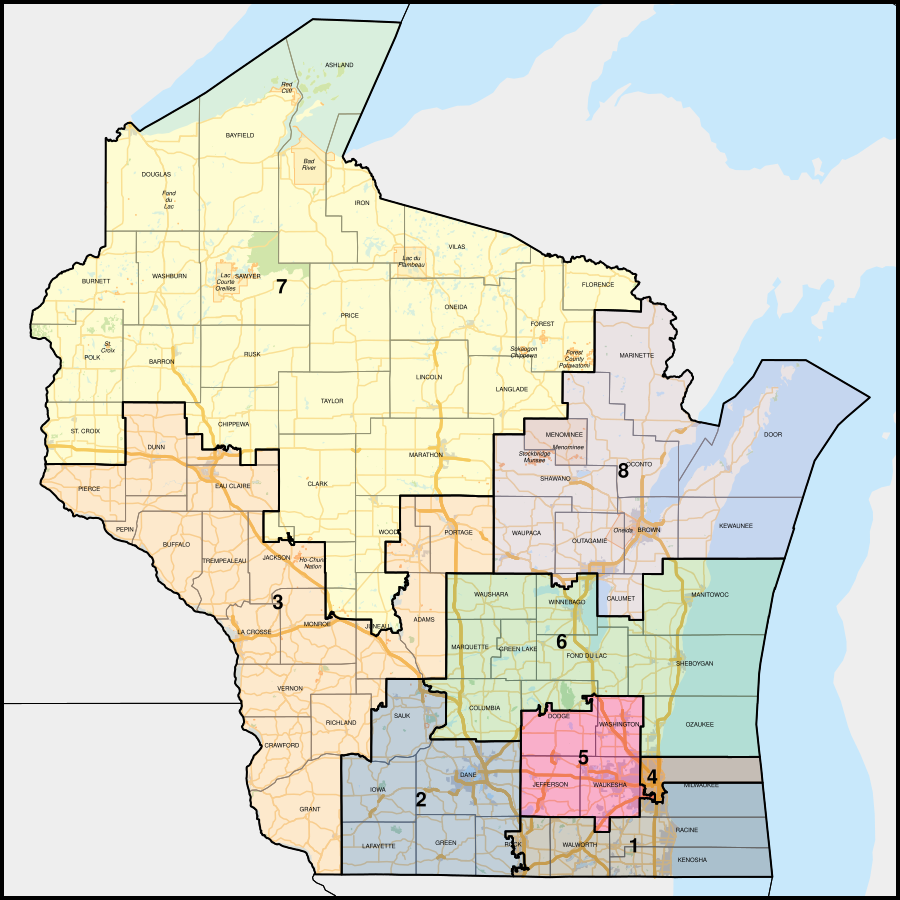 ASHLAND
Red
Cliff
BAYFIELD
Bad
River
DOUGLAS
Fond
du
Lac
IRON
VILAS
Lac du
Flambeau
BURNETT
WASHBURN
Lac
Courte
Oreilles
SAWYER
7
FLORENCE
ONEIDA
PRICE
FOREST
St.
Croix
POLK
BARRON
RUSK
Sokaogon
Chippewa
Forest
County
Potawatomi
MARINETTE
LINCOLN
LANGLADE
TAYLOR
CHIPPEWA
ST. CROIX
DUNN
MARATHON
MENOMINEE
Menominee
Stockbridge
Munsee
DOOR
OCONTO
8
SHAWANO
CLARK
EAU CLAIRE
PIERCE
PEPIN
WOOD
PORTAGE
WAUPACA
OUTAGAMIE
Oneida
BROWN
KEWAUNEE
BUFFALO
TREMPEALEAU
JACKSON
Ho-Chunk
Nation
3
WAUSHARA
WINNEBAGO
CALUMET
MANITOWOC
LA CROSSE
MONROE
JUNEAU
ADAMS
MARQUETTE
GREEN LAKE
6
FOND DU LAC
SHEBOYGAN
VERNON
RICHLAND
SAUK
COLUMBIA
DODGE
WASHINGTON
OZAUKEE
CRAWFORD
5
DANE
JEFFERSON
WAUKESHA
4
MILWAUKEE
IOWA
2
GRANT
LAFAYETTE
GREEN
ROCK
WALWORTH
1
RACINE
KENOSHA